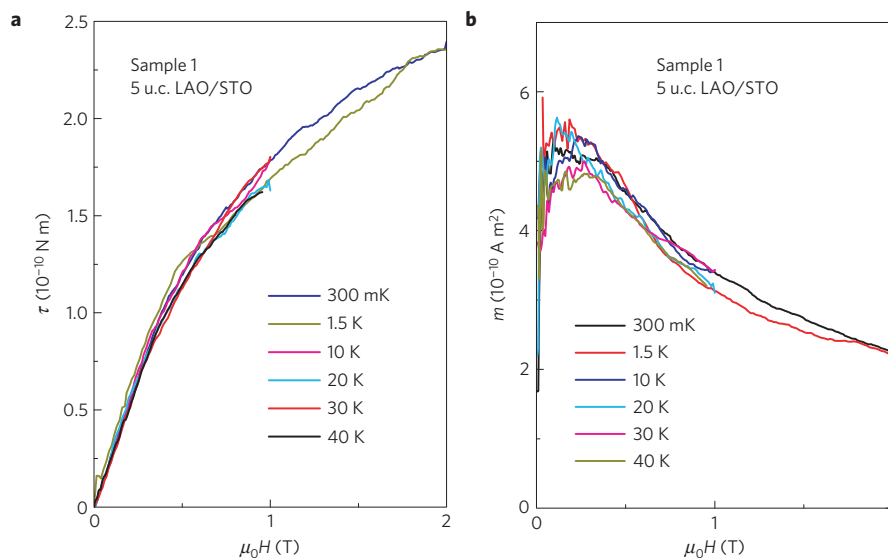 a
Sample 1
5 u.c. LAO/STO
τ (10⁻¹⁰ N m)
2.5
2.0
1.5
1.0
0.5
0
0
1
2
μ₀H (T)
300 mK
1.5 K
10 K
20 K
30 K
40 K
b
Sample 1
5 u.c. LAO/STO
m (10⁻¹⁰ A m²)
6
4
2
0
0
1
μ₀H (T)
300 mK
1.5 K
10 K
20 K
30 K
40 K